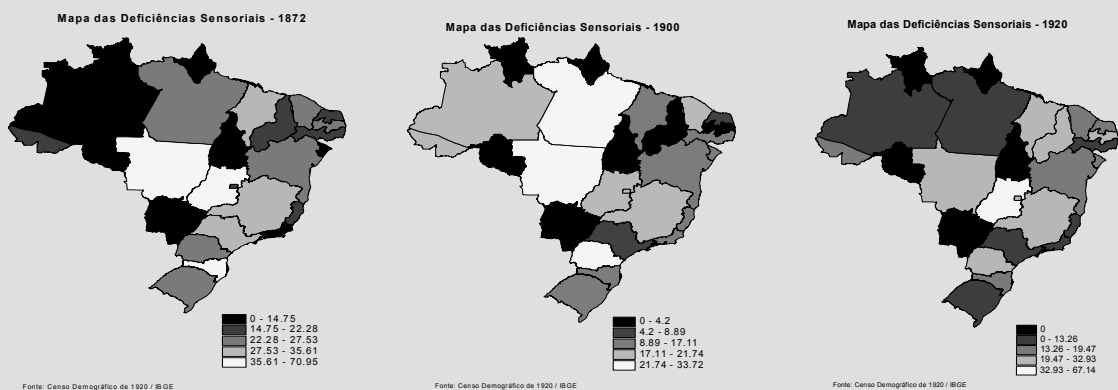 Mapa das Deficiências Sensoriais - 1872
0 - 14.75
14.75 - 22.28
22.28 - 27.53
27.53 - 35.61
35.61 - 70.95
Fonte: Censo Demográfico de 1920 / IBGE
Mapa das Deficiências Sensoriais - 1900
0 - 4.2
4.2 - 8.89
8.89 - 17.11
17.11 - 21.74
21.74 - 33.72
Fonte: Censo Demográfico de 1920 / IBGE
Mapa das Deficiências Sensoriais - 1920
0
0 - 13.26
13.26 - 19.47
19.47 - 32.93
32.93 - 67.14
Fonte: Censo Demográfico de 1920 / IBGE